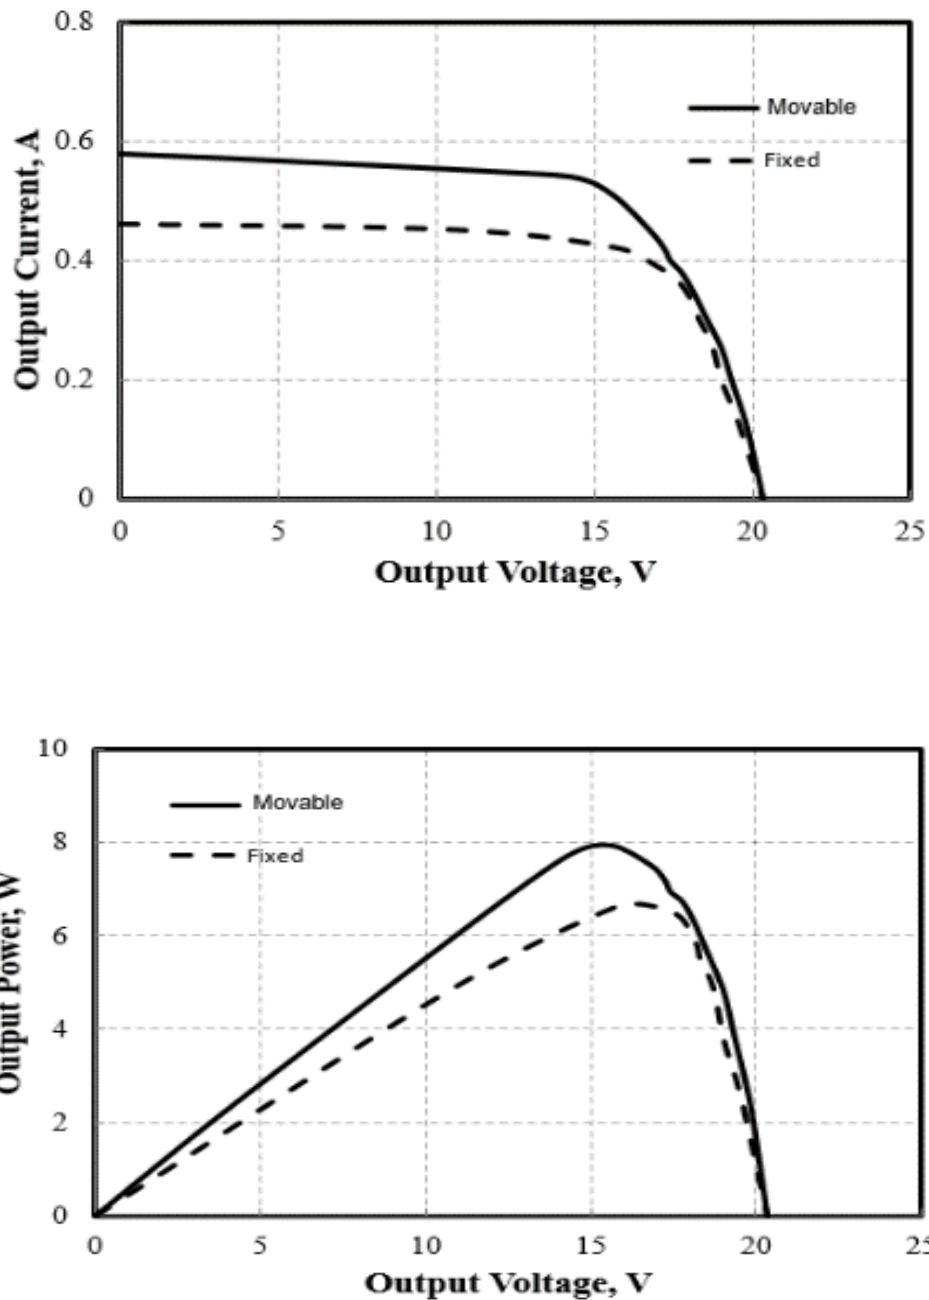 0.8
Movable
0.6
Fixed
Output Current, A
0.4
0.2
0
0 5 10 15 20 25
Output Voltage, V
10
Movable
8
Fixed
Output Power, W
6
4
2
0
0 5 10 15 20 25
Output Voltage, V